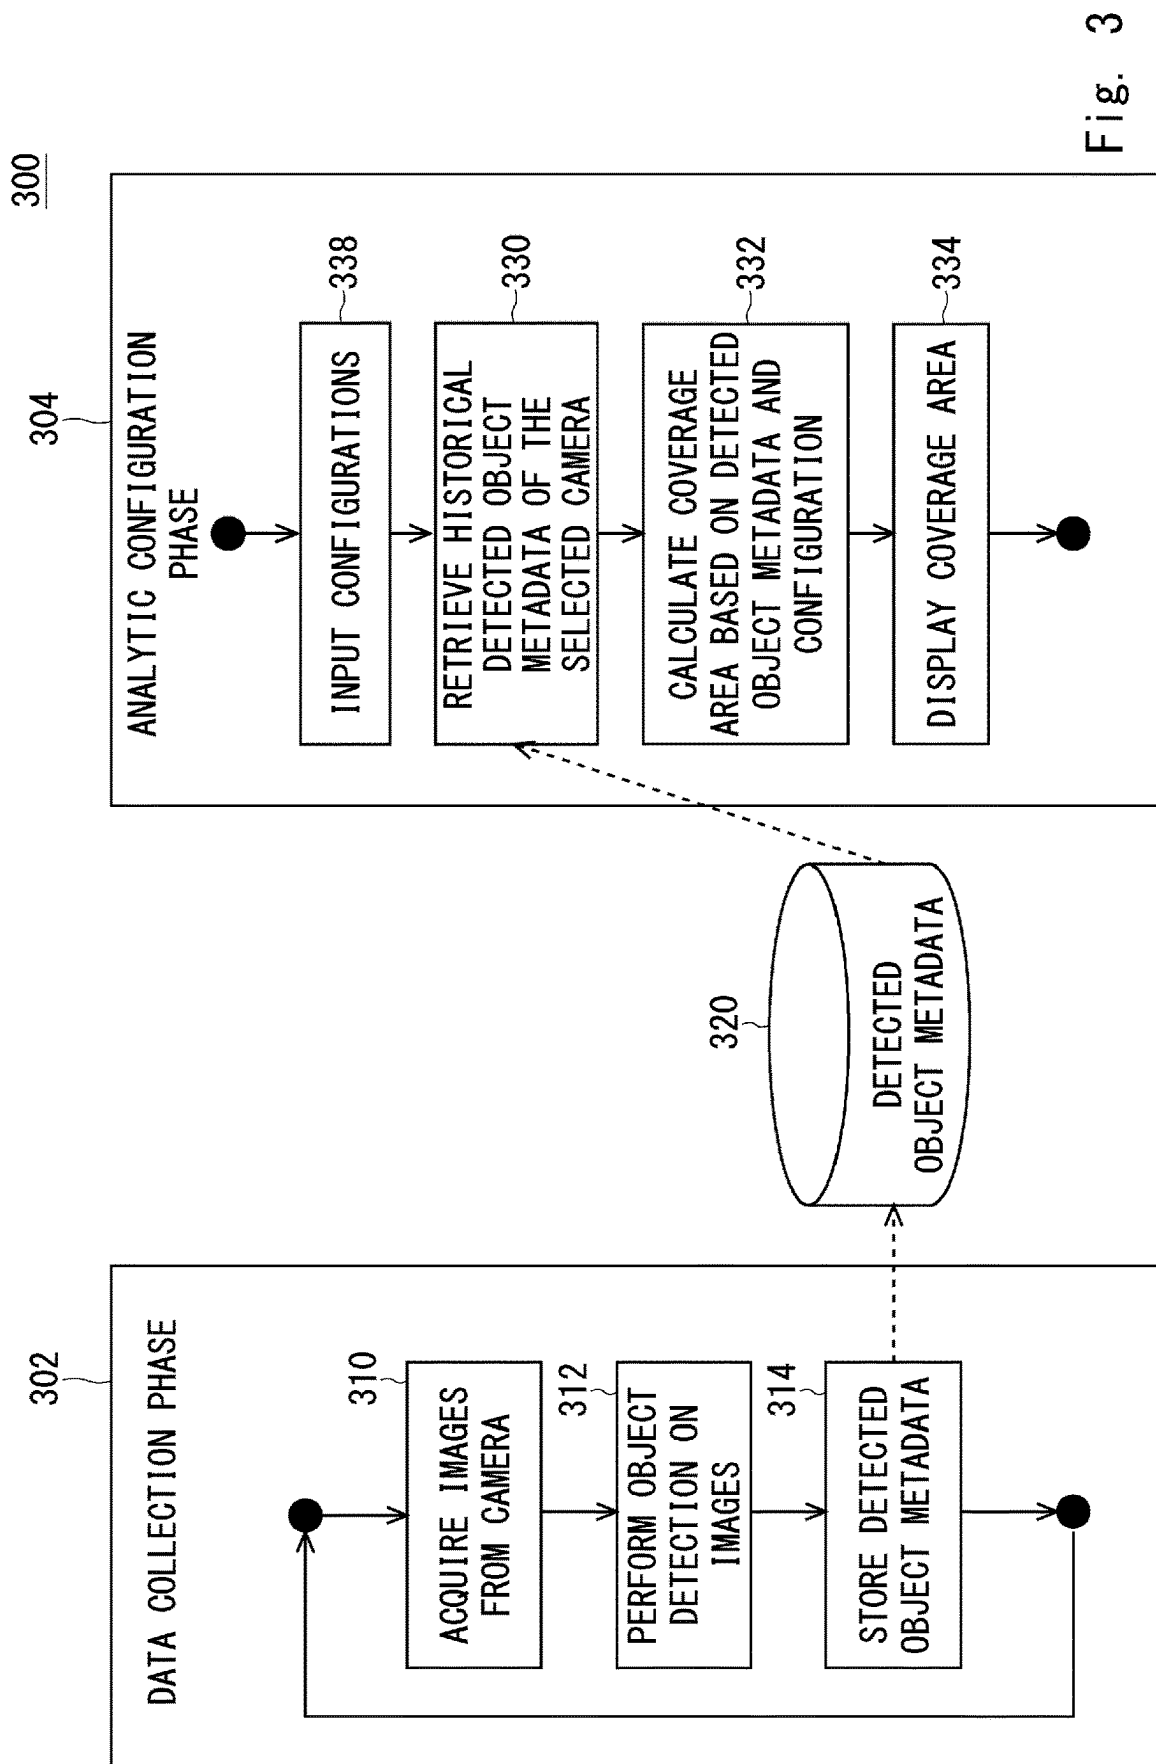 300
302
DATA COLLECTION PHASE
310
ACQUIRE IMAGES
FROM CAMERA
312
PERFORM OBJECT
DETECTION ON
IMAGES
314
STORE DETECTED
OBJECT METADATA
320
DETECTED
OBJECT METADATA
304
ANALYTIC CONFIGURATION
PHASE
338
INPUT CONFIGURATIONS
330
RETRIEVE HISTORICAL
DETECTED OBJECT
METADATA OF THE
SELECTED CAMERA
332
CALCULATE COVERAGE
AREA BASED ON DETECTED
OBJECT METADATA AND
CONFIGURATION
334
DISPLAY COVERAGE AREA
Fig. 3